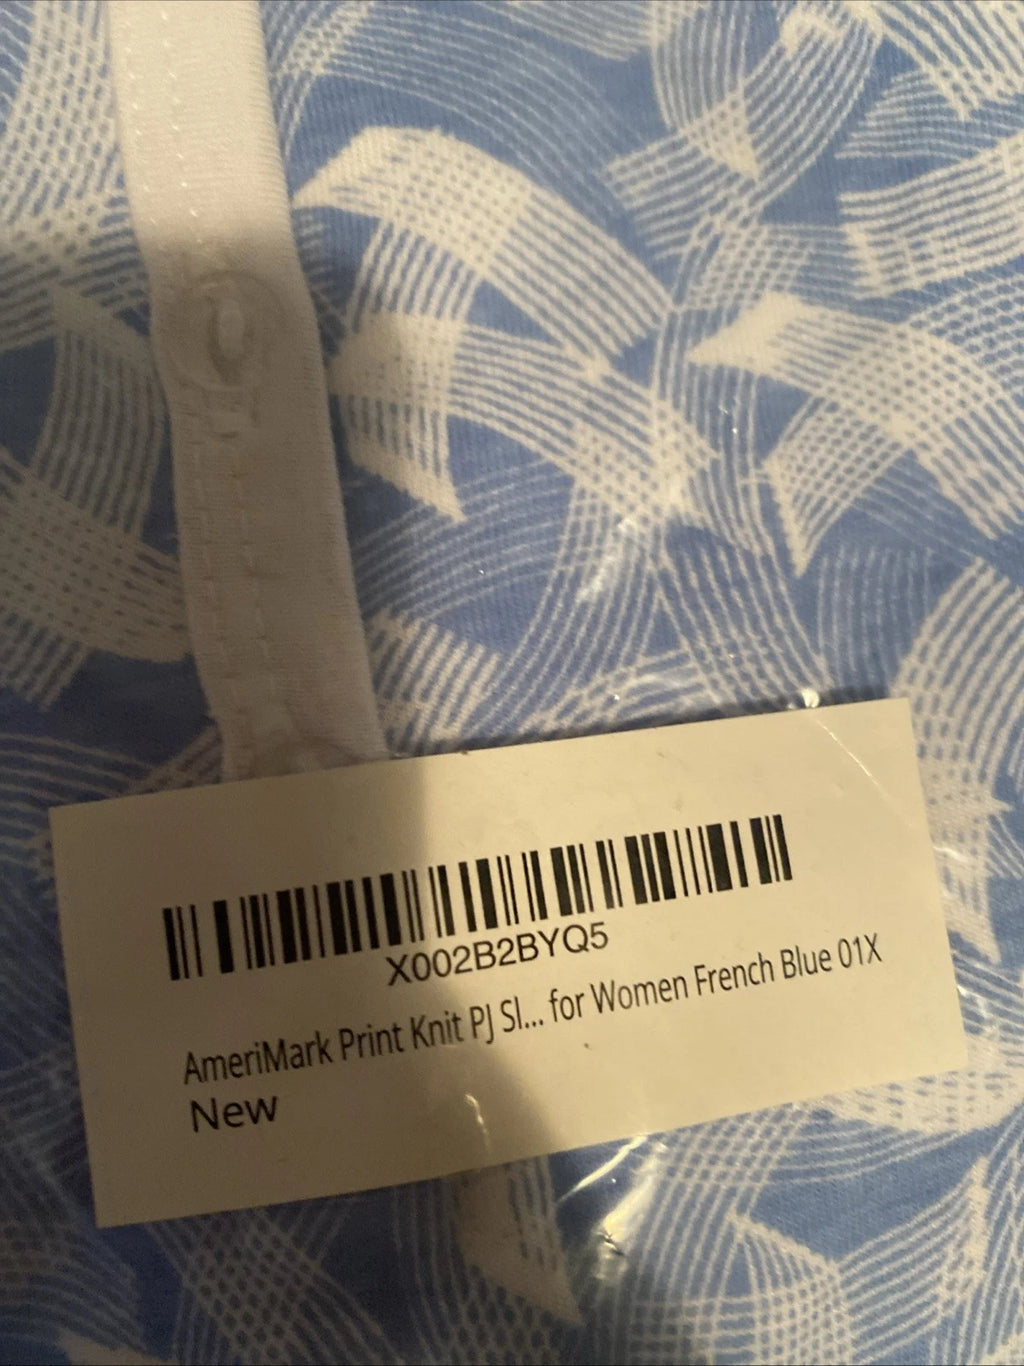 X002B2BYQ5
AmeriMark Print Knit PJ Sl... for Women French Blue 01X
New